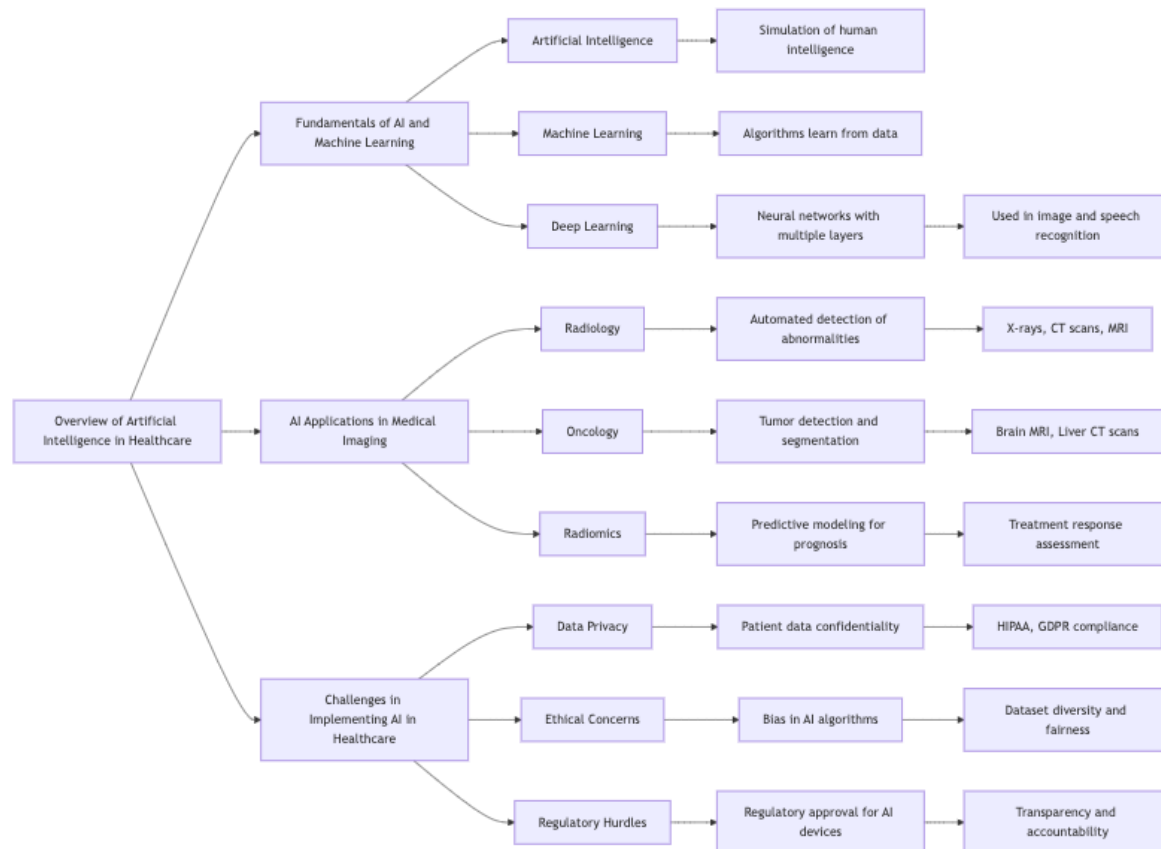 Artificial Intelligence
Simulation of human
intelligence
Fundamentals of AI and
Machine Learning
Machine Learning
Algorithms learn from data
Deep Learning
Neural networks with
multiple layers
Used in image and speech
recognition
Radiology
Automated detection of
abnormalities
X-rays, CT scans, MRI
Overview of Artificial
Intelligence in Healthcare
AI Applications in Medical
Imaging
Oncology
Tumor detection and
segmentation
Brain MRI, Liver CT scans
Radiomics
Predictive modeling for
prognosis
Treatment response
assessment
Data Privacy
Patient data confidentiality
HIPAA, GDPR compliance
Challenges in
Implementing AI in
Healthcare
Ethical Concerns
Bias in AI algorithms
Dataset diversity and
fairness
Regulatory Hurdles
Regulatory approval for AI
devices
Transparency and
accountability